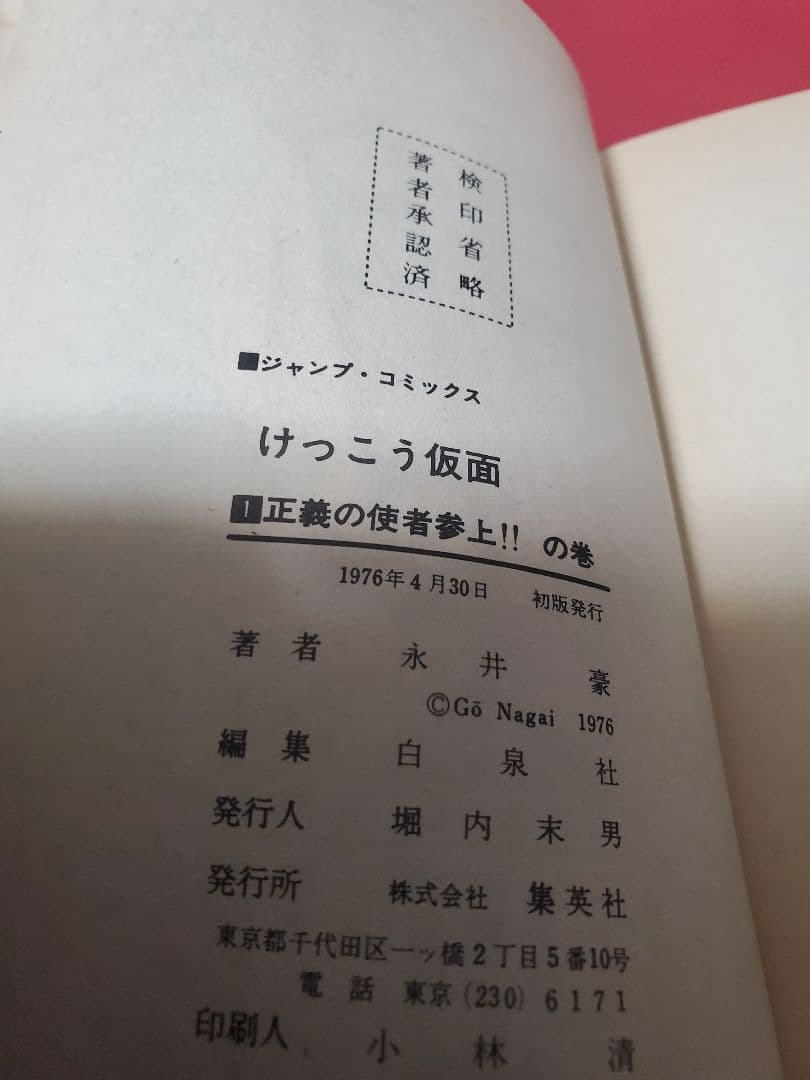 検印省略
著者承認済
■ジャンプ・コミックス
けっこう仮面
1正義の使者参上!! の巻
1976年4月30日 初版発行
著者 永井豪
©Gō Nagai 1976
編集 白泉社
発行人 堀内末男
発行所 株式会社 集英社
東京都千代田区一ッ橋2丁目5番10号
電話 東京(230)6171
印刷人 小林清